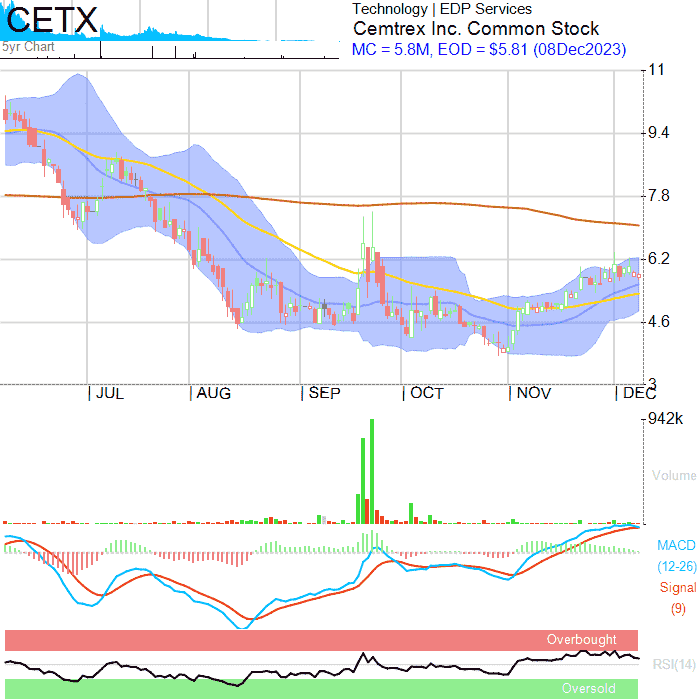 CETX
5yr Chart
Technology | EDP Services
Cemtrex Inc. Common Stock
MC = 5.8M, EOD = $5.81 (08Dec2023)
11
9.4
7.8
6.2
4.6
3
JUL AUG SEP OCT NOV DEC
942k
Volume
MACD
(12-26)
Signal
(9)
Overbought
RSI(14)
Oversold